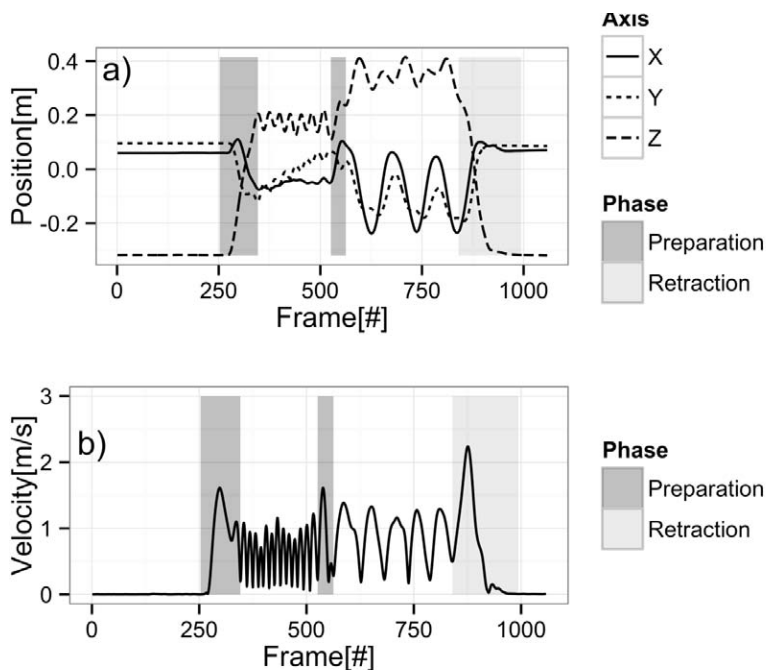 Axis
a)
0.4
0.2
0.0
-0.2
Position[m]
0 250 500 750 1000
Frame[#]
X
Y
Z
Phase
Preparation
Retraction
b)
3
2
1
0
Velocity[m/s]
0 250 500 750 1000
Frame[#]
Phase
Preparation
Retraction